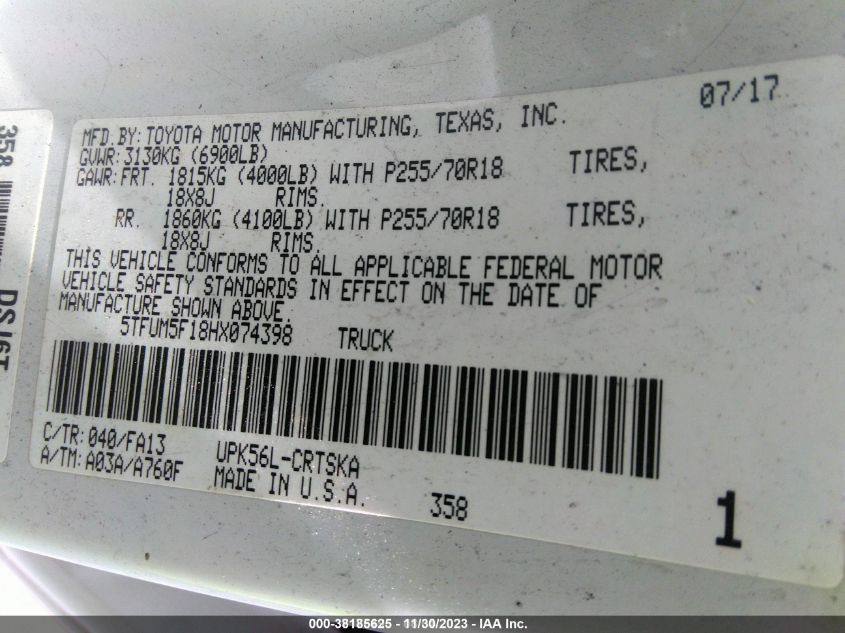 07/17
MFD.BY:TOYOTA MOTOR MANUFACTURING, TEXAS, INC.
GVWR:3130KG (6900LB)
GAWR:FRT. 1815KG (4000LB) WITH P255/70R18 TIRES,
18X8J RIMS.
RR. 1860KG (4100LB) WITH P255/70R18 TIRES,
18X8J RIMS.
THIS VEHICLE CONFORMS TO ALL APPLICABLE FEDERAL MOTOR
VEHICLE SAFETY STANDARDS IN EFFECT ON THE DATE OF
MANUFACTURE SHOWN ABOVE.
5TFUM5F18HX074398 TRUCK
C/TR:040/FA13 UPK56L-CRTSKA
A/TM:A03A/A760F MADE IN U.S.A. 358 1
358
DSJ6T
000-38185625 - 11/30/2023 - IAAI.com